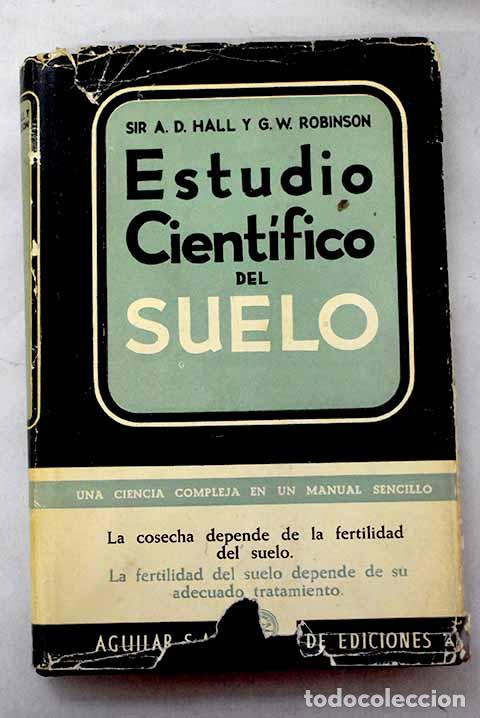 SIR A. D. HALL Y G. W. ROBINSON
Estudio
Científico
DEL
SUELO
UNA CIENCIA COMPLEJA EN UN MANUAL SENCILLO
La cosecha depende de la fertilidad
del suelo.
La fertilidad del suelo depende de su
adecuado tratamiento.
AGUILAR S. A. DE EDICIONES
todocoleccion